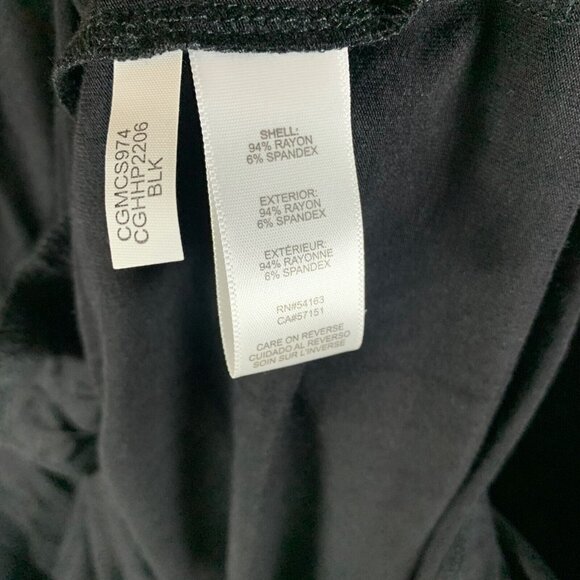 CGMCS974
CGHHP2206
BLK
SHELL:
94% RAYON
6% SPANDEX
EXTERIOR:
94% RAYON
6% SPANDEX
EXTÉRIEUR:
94% RAYONNE
6% SPANDEX
RN#54163
CA#57151
CARE ON REVERSE
CUIDADO AL REVERSO
SOIN SUR L'INVERSE